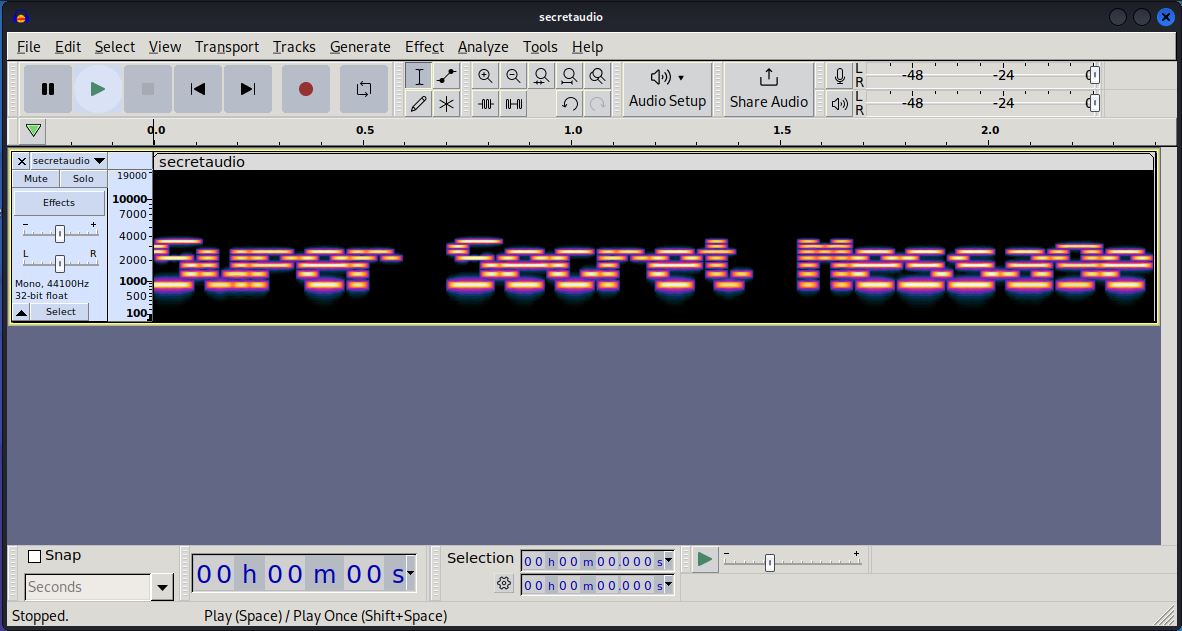 secretaudio
File Edit Select View Transport Tracks Generate Effect Analyze Tools Help
Audio Setup
Share Audio
L
R
-48 -24 0
L
R
-48 -24 0
0.0 0.5 1.0 1.5 2.0
secretaudio
secretaudio
Mute Solo
Effects
- +
L R
Mono, 44100Hz
32-bit float
Select
19000
10000
7000
4000
2000
1000
500
100
Super Secret Message
Snap
Seconds
00 h 00 m 00 s
Selection
00 h 00 m 00.000 s
00 h 00 m 00.000 s
- +
Stopped.
Play (Space) / Play Once (Shift+Space)